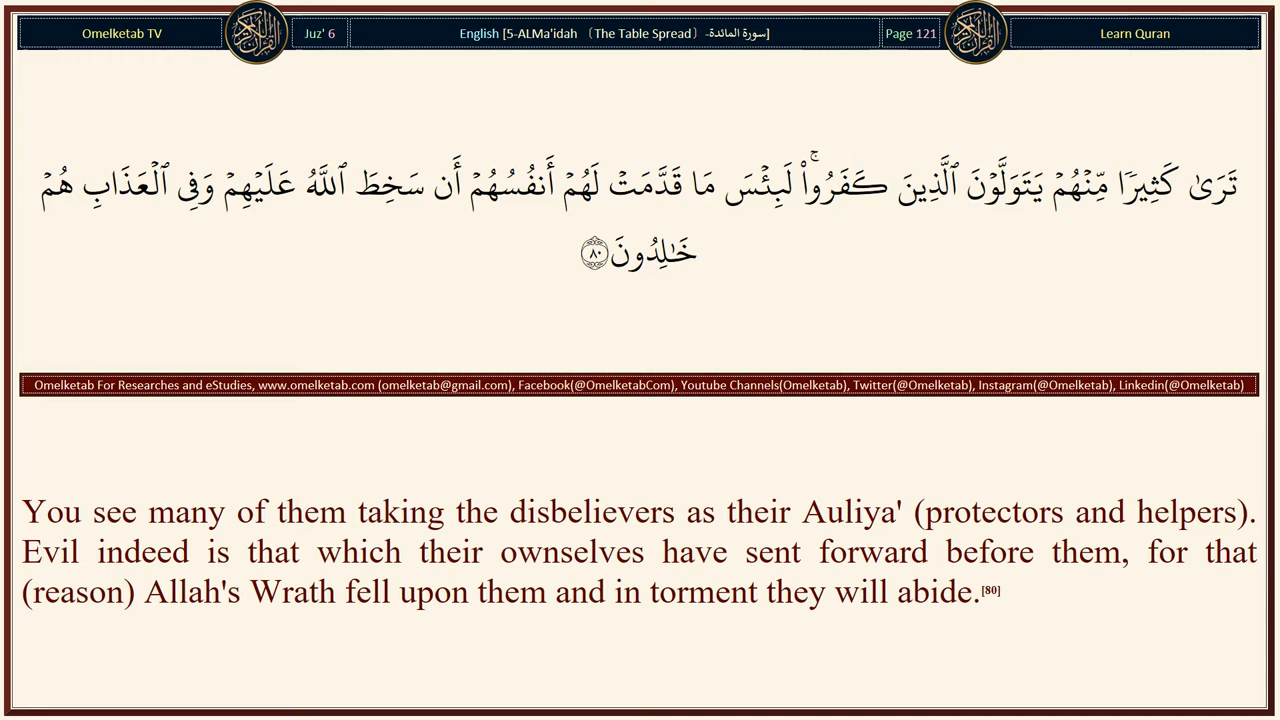 Omelketab TV
Juz' 6
English [5-ALMa'idah (The Table Spread) -سورة المائدة]
Page 121
Learn Quran
تَرَىٰ كَثِيرٗا مِّنۡهُمۡ يَتَوَلَّوۡنَ ٱلَّذِينَ كَفَرُواْۚ لَبِئۡسَ مَا قَدَّمَتۡ لَهُمۡ أَنفُسُهُمۡ أَن سَخِطَ ٱللَّهُ عَلَيۡهِمۡ وَفِي ٱلۡعَذَابِ هُمۡ
خَٰلِدُونَ ٨٠
Omelketab For Researches and eStudies, www.omelketab.com (omelketab@gmail.com), Facebook(@OmelketabCom), Youtube Channels(Omelketab), Twitter(@Omelketab), Instagram(@Omelketab), Linkedin(@Omelketab)
You see many of them taking the disbelievers as their Auliya' (protectors and helpers).
Evil indeed is that which their ownselves have sent forward before them, for that
(reason) Allah's Wrath fell upon them and in torment they will abide.[80]